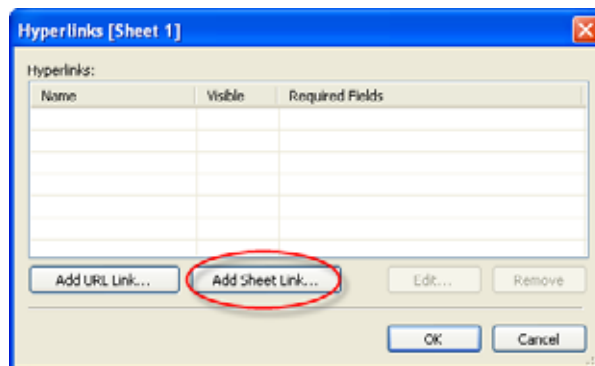 Hyperlinks [Sheet 1]
Hyperlinks:
Name Visible Required Fields
Add URL Link... Add Sheet Link... Edit... Remove
OK Cancel